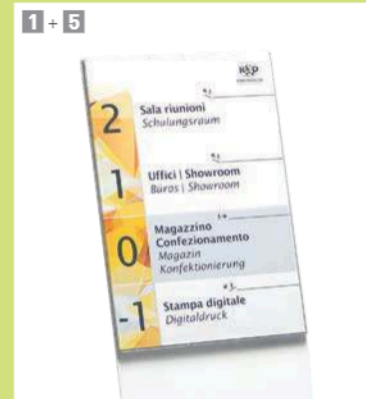 1 + 5
2
Sala riunioni
Schulungsraum
1
Uffici | Showroom
Büros | Showroom
0
Magazzino
Confezionamento
Magazin
Konfektionierung
-1
Stampa digitale
Digitaldruck